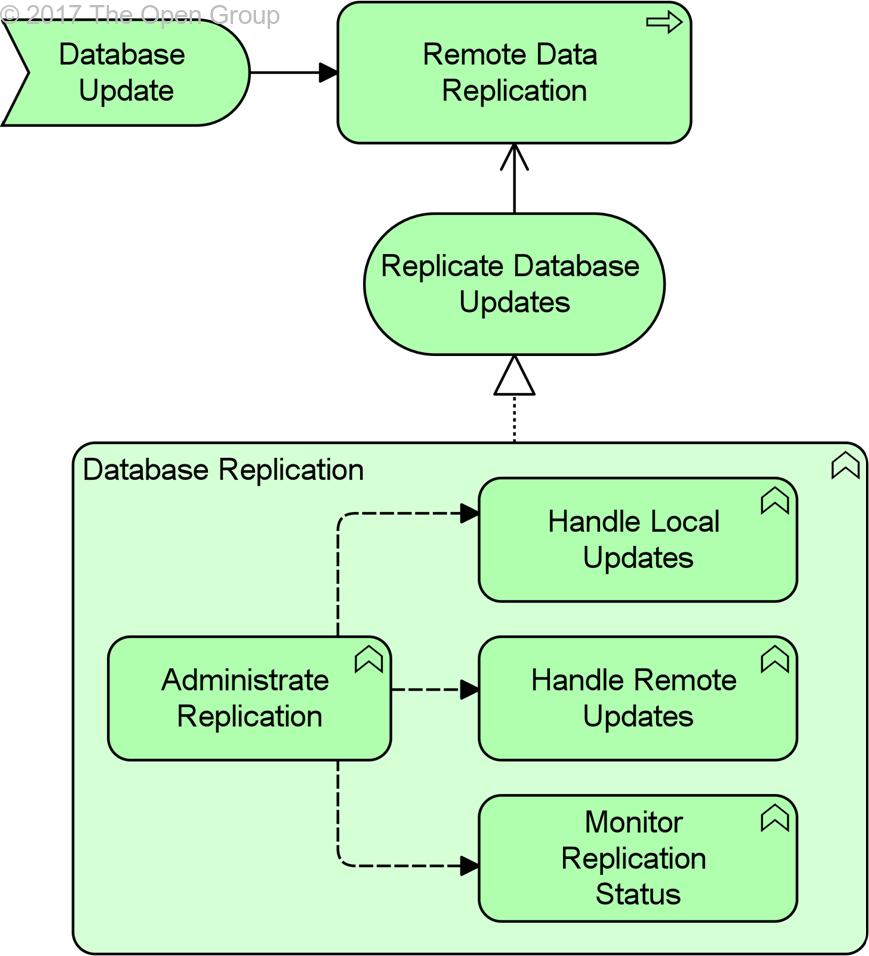 © 2017 The Open Group
Database
Update
Remote Data
Replication
Replicate Database
Updates
Database Replication
Handle Local
Updates
Administrate
Replication
Handle Remote
Updates
Monitor
Replication
Status